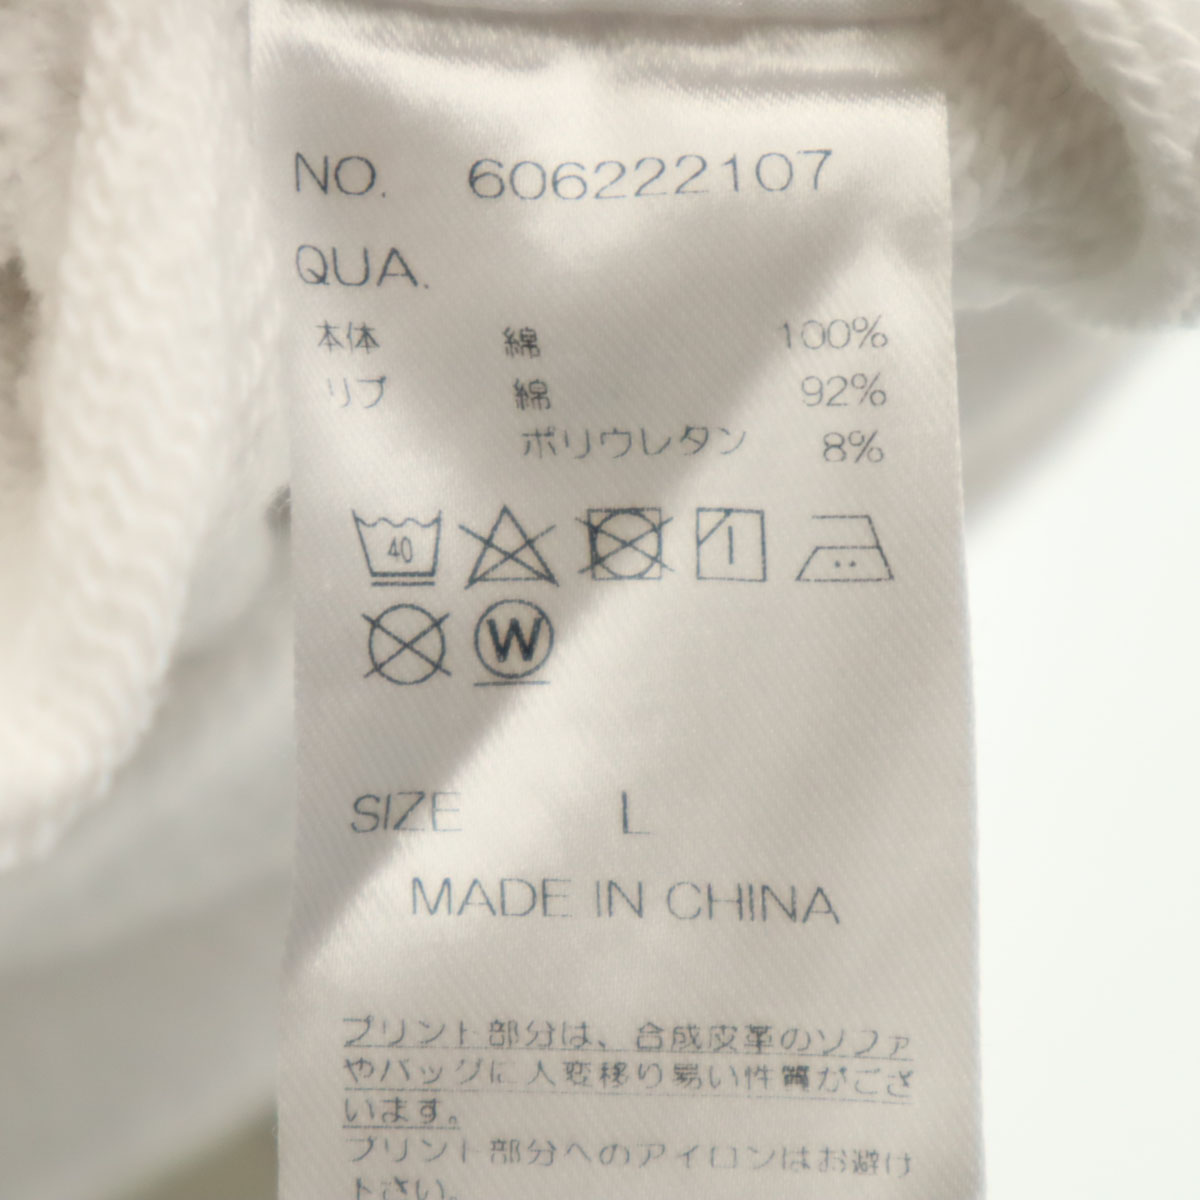 NO. 606222107
QUA.
本体 綿 100%
リブ 綿 92%
ポリウレタン 8%
40
W
SIZE L
MADE IN CHINA
プリント部分は、合成皮革のソファ
やバッグに大変移り易い性質がござ
います。
プリント部分へのアイロンはお避け
下さい。